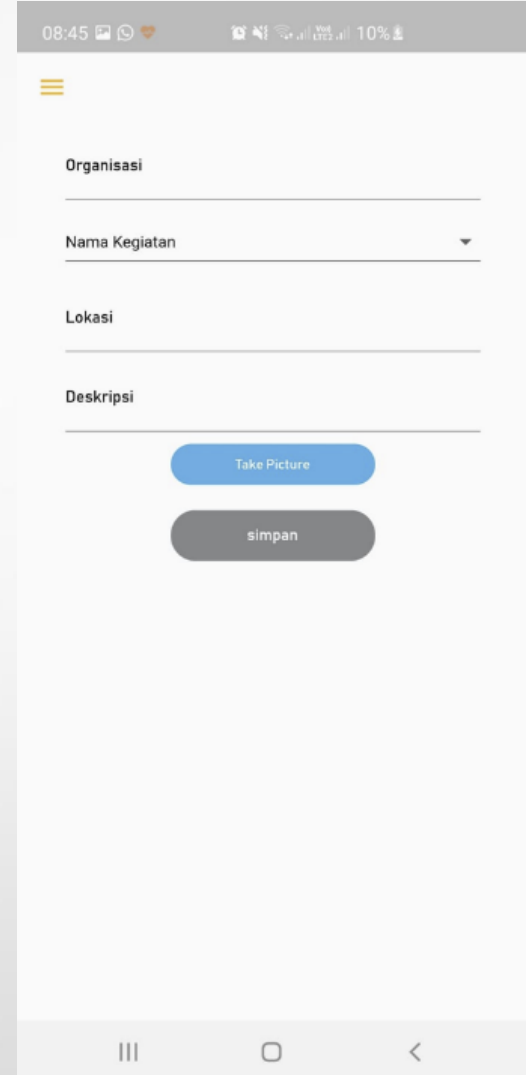 08:45 10%
Organisasi
Nama Kegiatan
Lokasi
Deskripsi
Take Picture
simpan